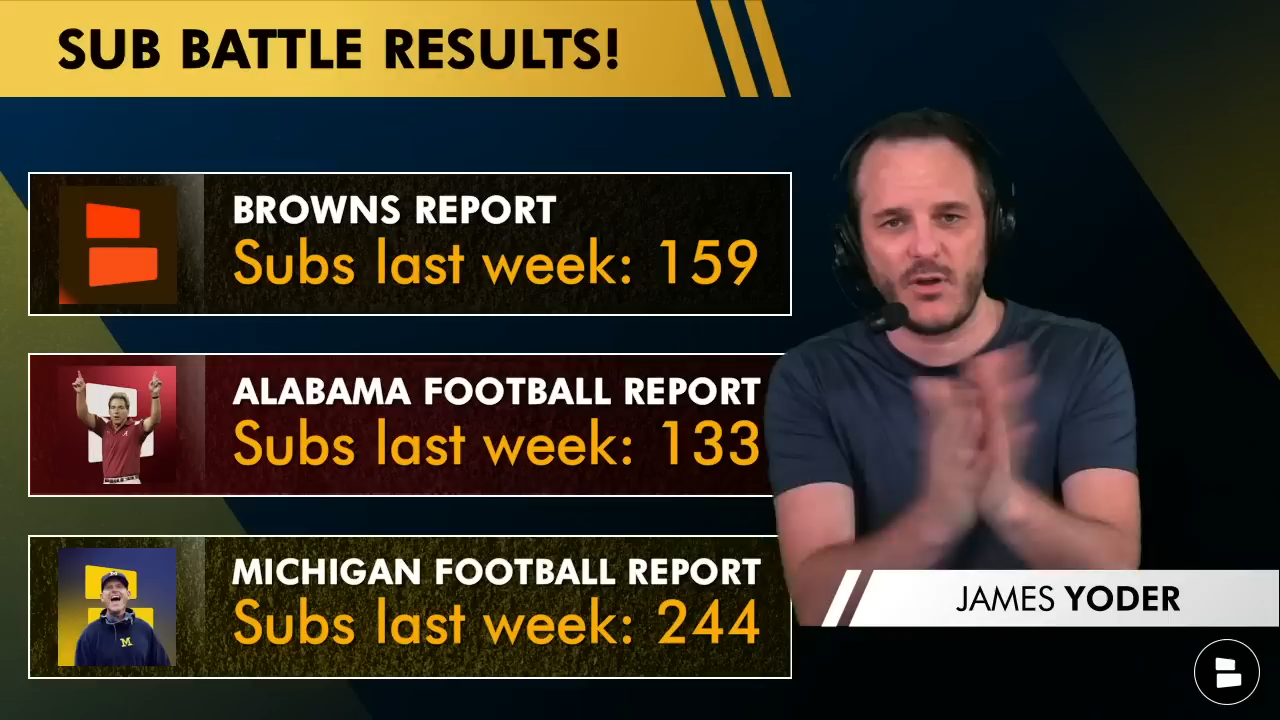 SUB BATTLE RESULTS!
BROWNS REPORT
Subs last week: 159
ALABAMA FOOTBALL REPORT
Subs last week: 133
MICHIGAN FOOTBALL REPORT
Subs last week: 244
JAMES YODER